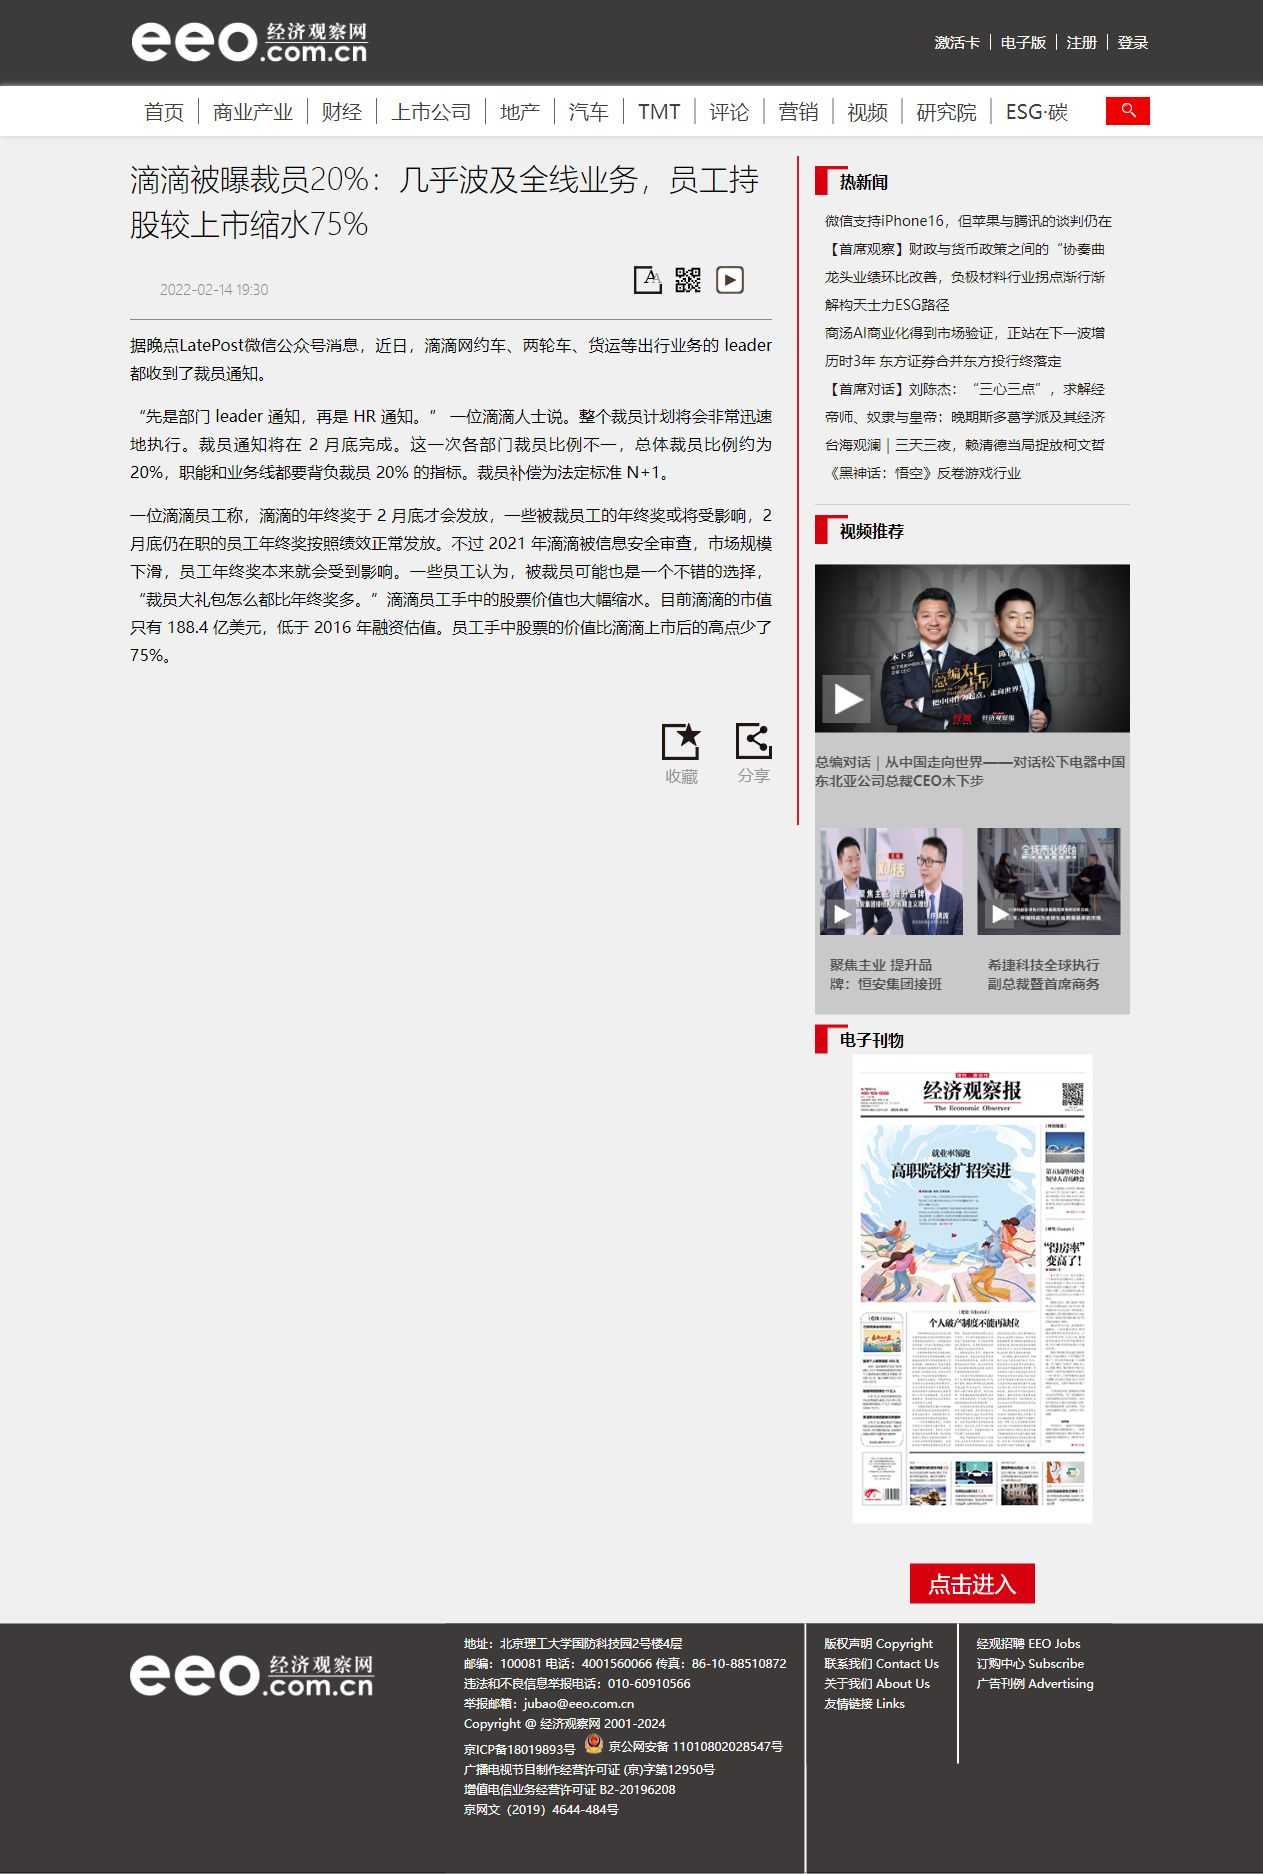 eeo 经济观察网
.com.cn
激活卡 电子版 注册 登录
首页 商业产业 财经 上市公司 地产 汽车 TMT 评论 营销 视频 研究院 ESG·碳
滴滴被曝裁员20%：几乎波及全线业务，员工持
股较上市缩水75%
2022-02-14 19:30
据晚点LatePost微信公众号消息，近日，滴滴网约车、两轮车、货运等出行业务的 leader
都收到了裁员通知。
“先是部门 leader 通知，再是 HR 通知。” 一位滴滴人士说。整个裁员计划将会非常迅速
地执行。裁员通知将在 2 月底完成。这一次各部门裁员比例不一，总体裁员比例约为
20%，职能和业务线都要背负裁员 20% 的指标。裁员补偿为法定标准 N+1。
一位滴滴员工称，滴滴的年终奖于 2 月底才会发放，一些被裁员工的年终奖或将受影响，2
月底仍在职的员工年终奖按照绩效正常发放。不过 2021 年滴滴被信息安全审查，市场规模
下滑，员工年终奖本来就会受到影响。一些员工认为，被裁员可能也是一个不错的选择，
“裁员大礼包怎么都比年终奖多。”滴滴员工手中的股票价值也大幅缩水。目前滴滴的市值
只有 188.4 亿美元，低于 2016 年融资估值。员工手中股票的价值比滴滴上市后的高点少了
75%。
收藏 分享
热新闻
微信支持iPhone16，但苹果与腾讯的谈判仍在
【首席观察】财政与货币政策之间的“协奏曲
龙头业绩环比改善，负极材料行业拐点渐行渐
解构天士力ESG路径
商汤AI商业化得到市场验证，正站在下一波增
历时3年 东方证券合并东方投行终落定
【首席对话】刘陈杰：“三心三点”，求解经
帝师、奴隶与皇帝：晚期斯多葛学派及其经济
台海观澜 | 三天三夜，赖清德当局捉放柯文哲
《黑神话：悟空》反卷游戏行业
视频推荐
木下步
总编对话
把中国作为起点，走向世界！
经济观察报
总编对话｜从中国走向世界——对话松下电器中国
东北亚公司总裁CEO木下步
对话
聚焦主业 提升品牌
聚焦主业 提升品
牌：恒安集团接班
希捷科技全球执行
副总裁暨首席商务
电子刊物
经济观察报
The Economic Observer
就业率领跑
高职院校扩招突进
“得房率”
变高了！
个人破产制度不能再缺位
点击进入
eeo 经济观察网
.com.cn
地址：北京理工大学国防科技园2号楼4层
邮编：100081 电话：4001560066 传真：86-10-88510872
违法和不良信息举报电话：010-60910566
举报邮箱：jubao@eeo.com.cn
Copyright @ 经济观察网 2001-2024
京ICP备18019893号 京公网安备 11010802028547号
广播电视节目制作经营许可证 (京)字第12950号
增值电信业务经营许可证 B2-20196208
京网文（2019）4644-484号
版权声明 Copyright
联系我们 Contact Us
关于我们 About Us
友情链接 Links
经观招聘 EEO Jobs
订购中心 Subscribe
广告刊例 Advertising